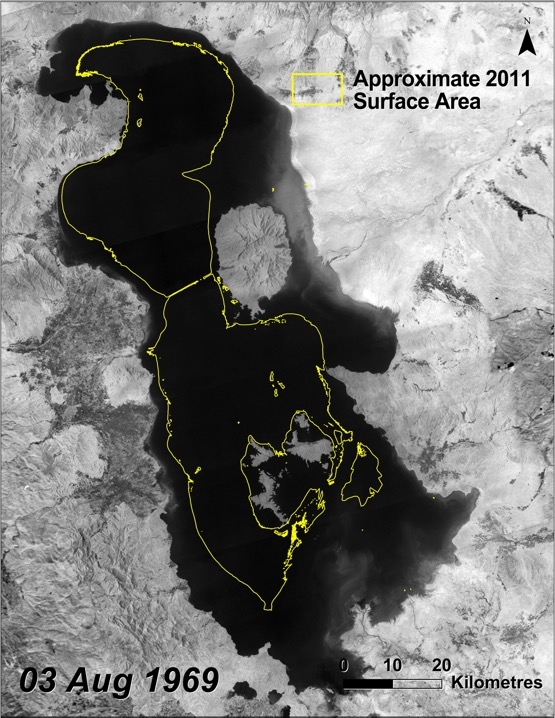 N
Approximate 2011
Surface Area
03 Aug 1969
0 10 20
Kilometres